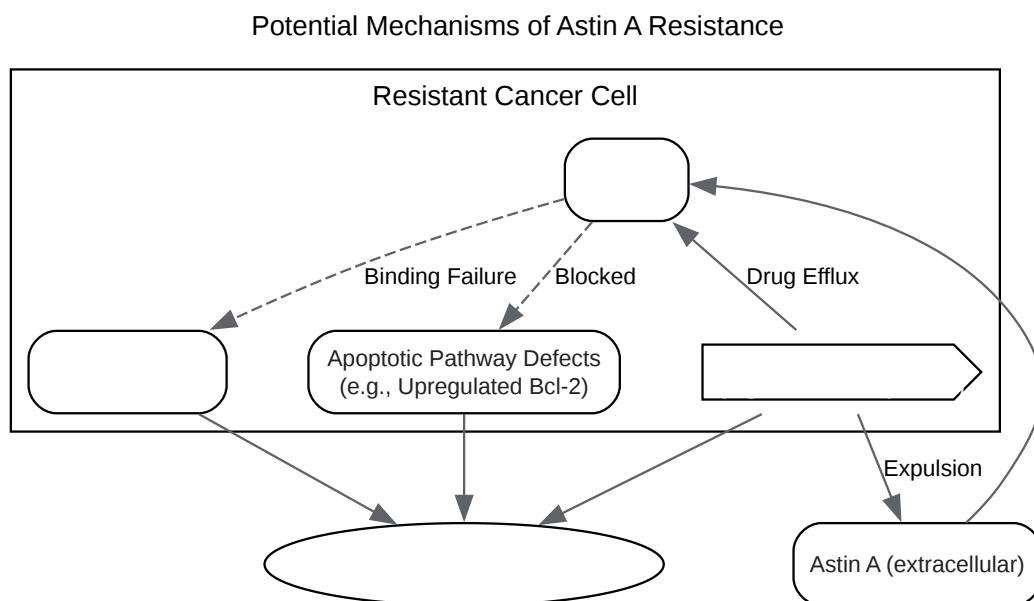 Potential Mechanisms of Astin A Resistance
Resistant Cancer Cell
Binding Failure
Blocked
Drug Efflux
Apoptotic Pathway Defects
(e.g., Upregulated Bcl-2)
Expulsion
Astin A (extracellular)